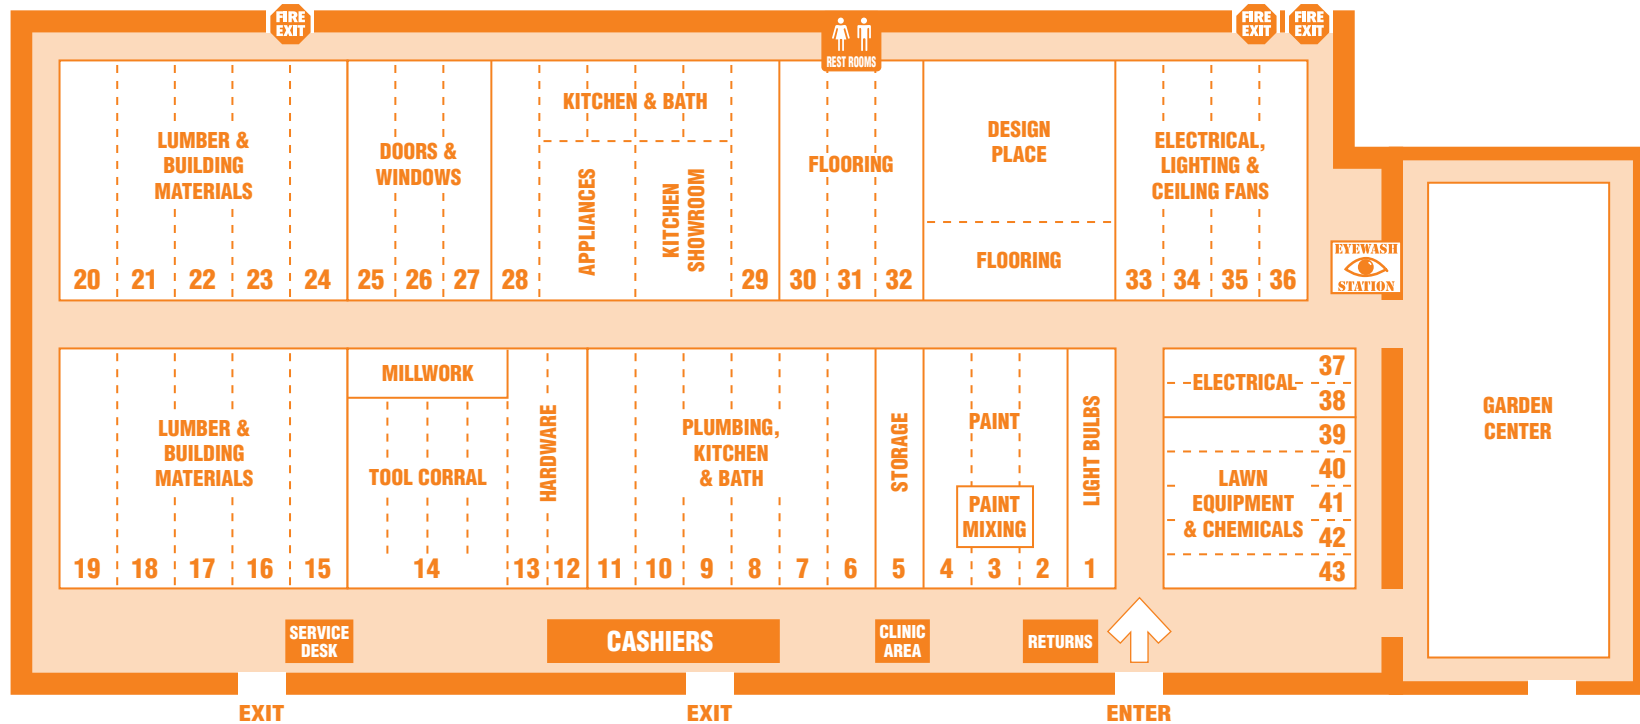 FIRE
EXIT
FIRE
EXIT
FIRE
EXIT
REST ROOMS
LUMBER &
BUILDING
MATERIALS
DOORS &
WINDOWS
KITCHEN & BATH
APPLIANCES
KITCHEN
SHOWROOM
FLOORING
DESIGN
PLACE
FLOORING
ELECTRICAL,
LIGHTING &
CEILING FANS
20 21 22 23 24 25 26 27 28 29 30 31 32 33 34 35 36
EYEWASH
STATION
LUMBER &
BUILDING
MATERIALS
MILLWORK
TOOL CORRAL
HARDWARE
PLUMBING,
KITCHEN
& BATH
STORAGE
PAINT
PAINT
MIXING
LIGHT BULBS
19 18 17 16 15 14 13 12 11 10 9 8 7 6 5 4 3 2 1
37
ELECTRICAL
38
39
40
LAWN
EQUIPMENT
& CHEMICALS
41
42
43
GARDEN
CENTER
SERVICE
DESK
CASHIERS
CLINIC
AREA
RETURNS
EXIT
EXIT
ENTER